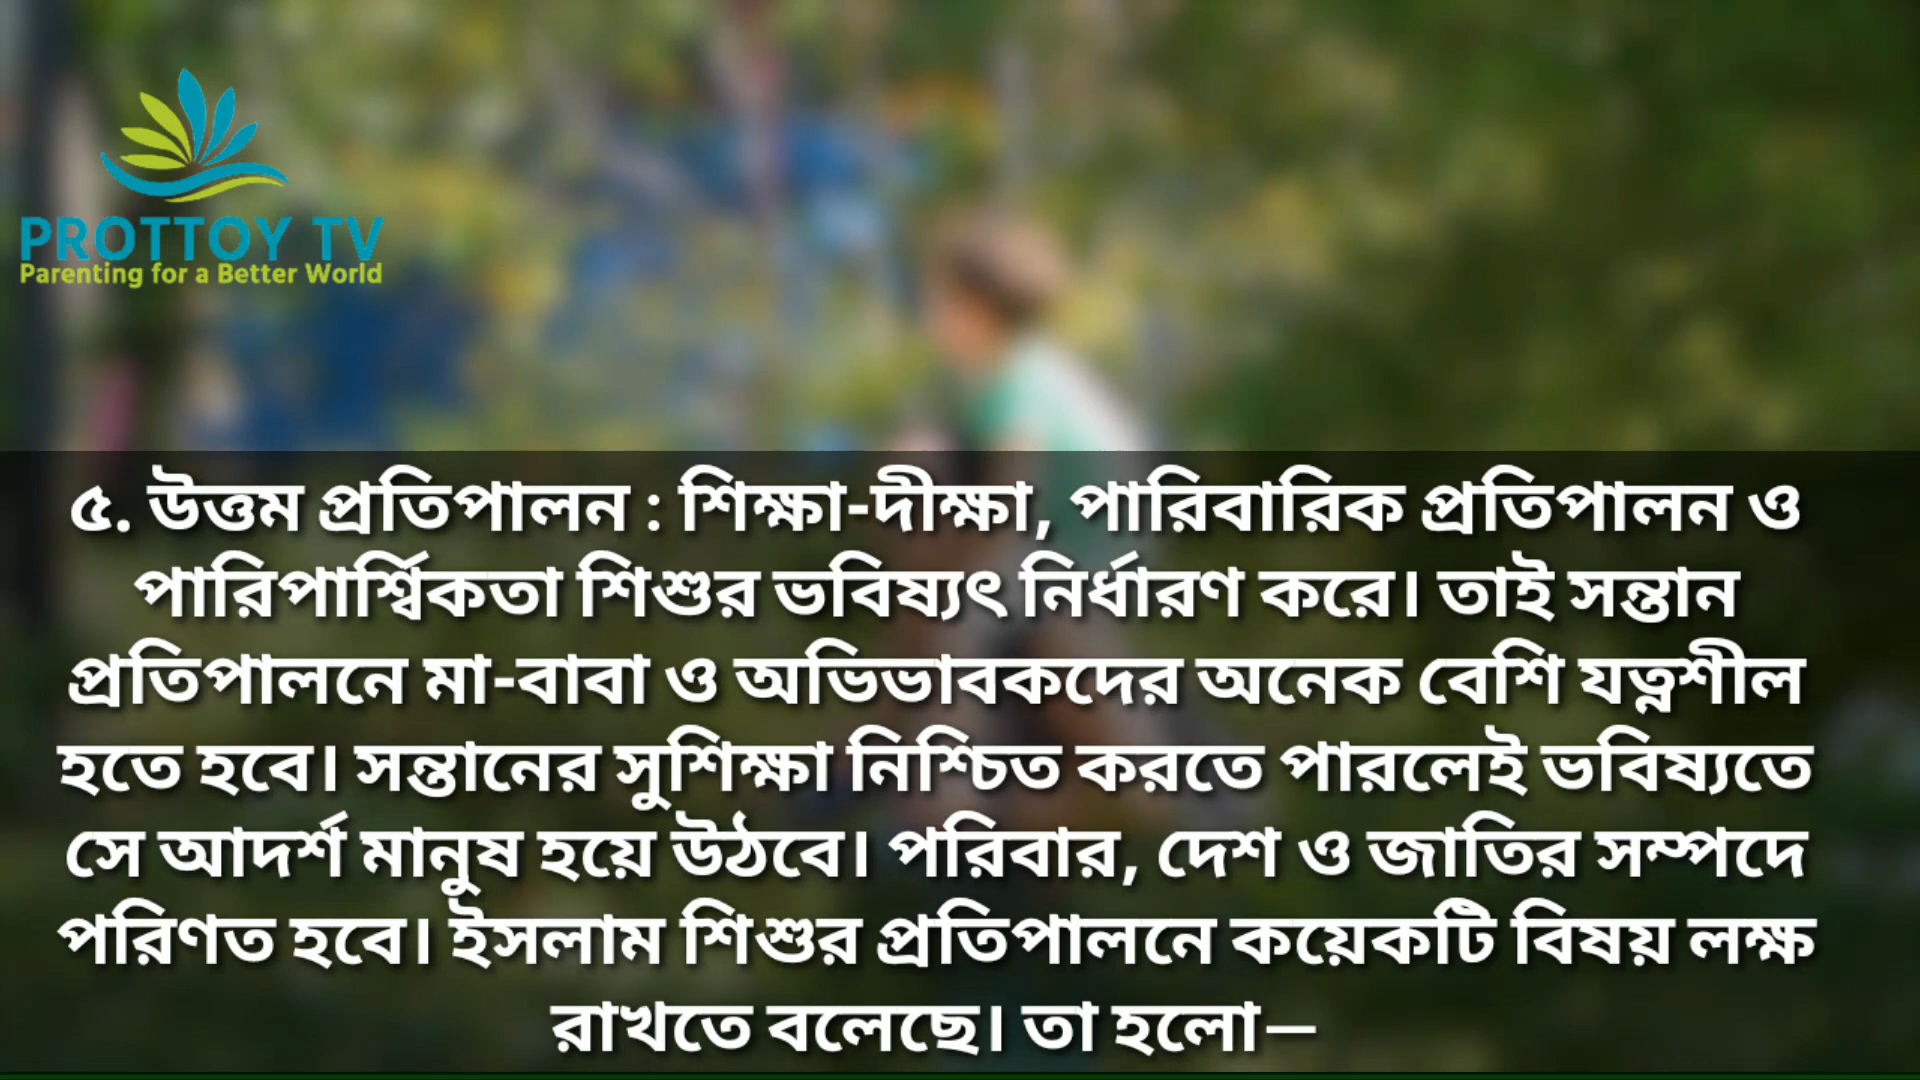 PROTTOY TV
Parenting for a Better World
৫. উত্তম প্রতিপালন : শিক্ষা-দীক্ষা, পারিবারিক প্রতিপালন ও
পারিপার্শ্বিকতা শিশুর ভবিষ্যৎ নির্ধারণ করে। তাই সন্তান
প্রতিপালনে মা-বাবা ও অভিভাবকদের অনেক বেশি যত্নশীল
হতে হবে। সন্তানের সুশিক্ষা নিশ্চিত করতে পারলেই ভবিষ্যতে
সে আদর্শ মানুষ হয়ে উঠবে। পরিবার, দেশ ও জাতির সম্পদে
পরিণত হবে। ইসলাম শিশুর প্রতিপালনে কয়েকটি বিষয় লক্ষ
রাখতে বলেছে। তা হলো—